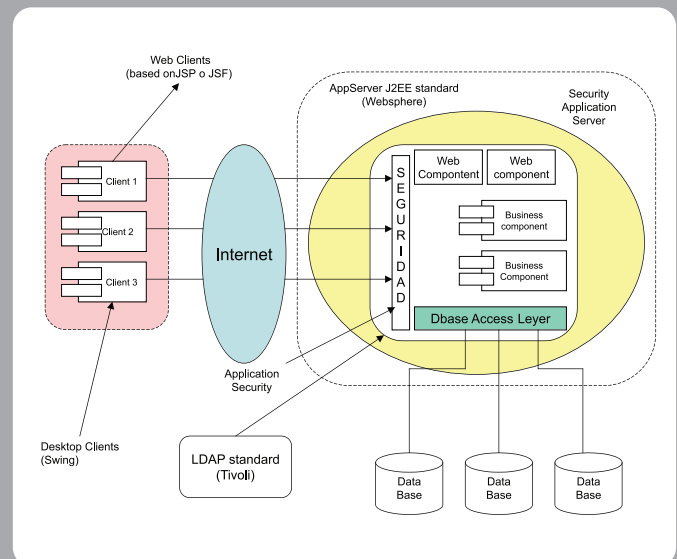 Web Clients
(based onJSP o JSF)
AppServer J2EE standard
(Websphere)
Security
Application
Server
Client 1
Client 2
Client 3
Internet
SEGURIDAD
Web
Compontent
Web
component
Business
component
Business
Component
Dbase Access Leyer
Application
Security
Desktop Clients
(Swing)
LDAP standard
(Tivoli)
Data
Base
Data
Base
Data
Base